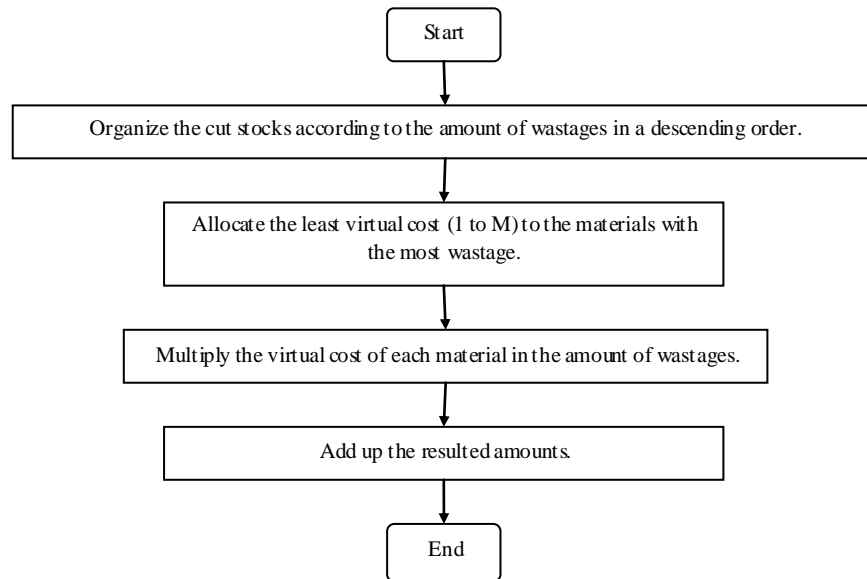 Start
Organize the cut stocks according to the amount of wastages in a descending order.
Allocate the least virtual cost (1 to M) to the materials with
the most wastage.
Multiply the virtual cost of each material in the amount of wastages.
Add up the resulted amounts.
End